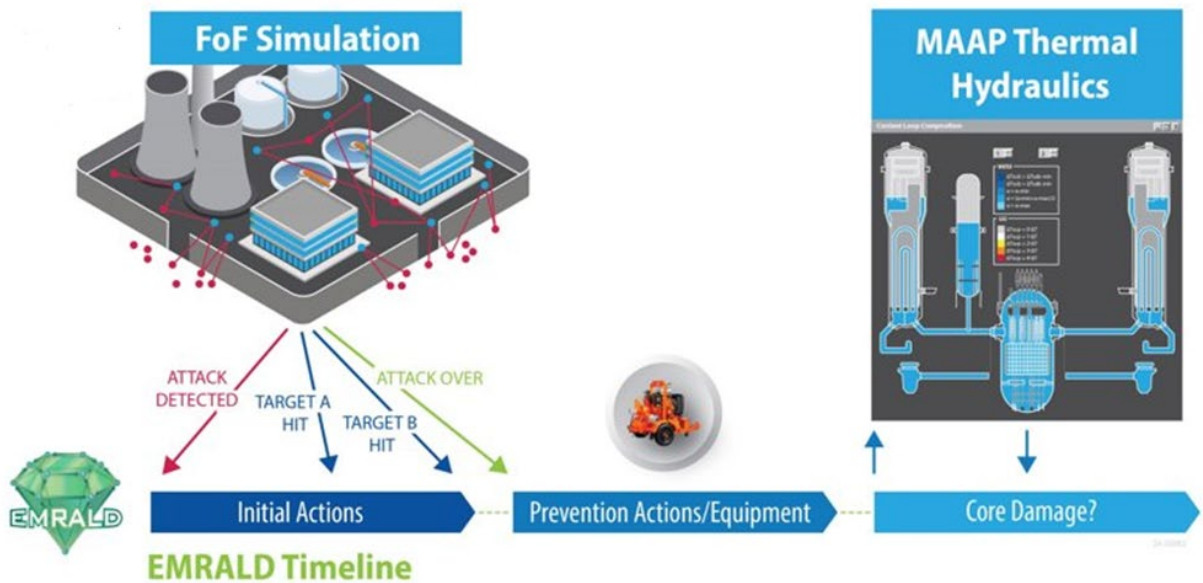 FoF Simulation
MAAP Thermal
Hydraulics
ATTACK
DETECTED
TARGET A
HIT
TARGET B
HIT
ATTACK OVER
EMRALD
Initial Actions
Prevention Actions/Equipment
Core Damage?
EMRALD Timeline